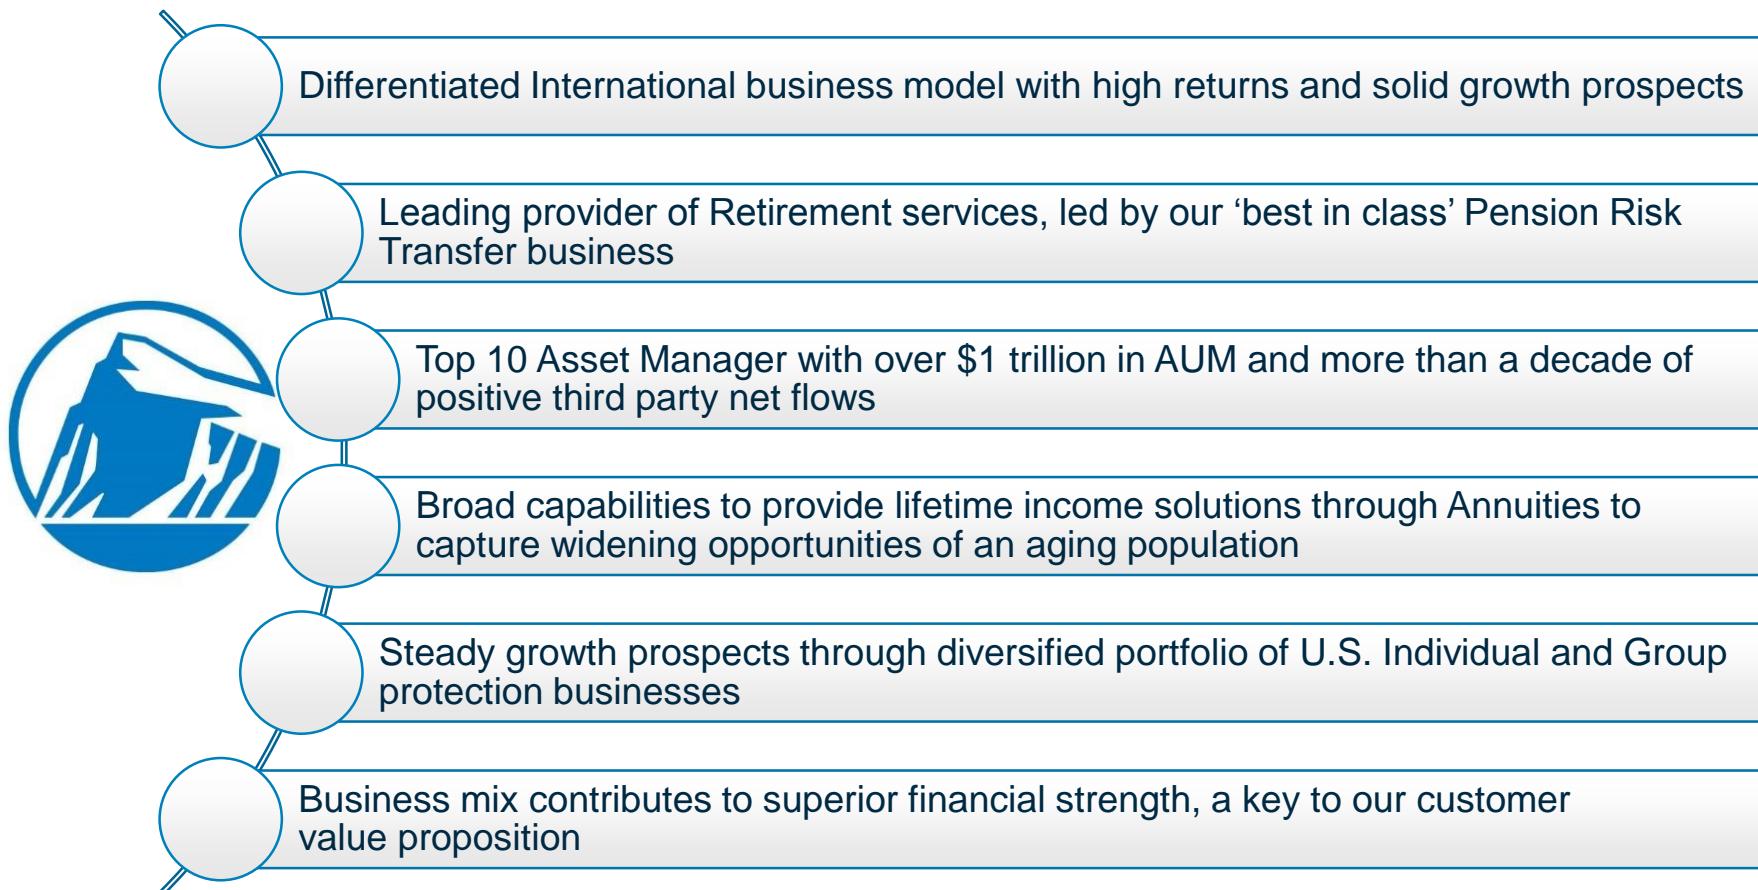 Differentiated International business model with high returns and solid growth prospects
Leading provider of Retirement services, led by our ‘best in class’ Pension Risk
Transfer business
Top 10 Asset Manager with over $1 trillion in AUM and more than a decade of
positive third party net flows
Broad capabilities to provide lifetime income solutions through Annuities to
capture widening opportunities of an aging population
Steady growth prospects through diversified portfolio of U.S. Individual and Group
protection businesses
Business mix contributes to superior financial strength, a key to our customer
value proposition